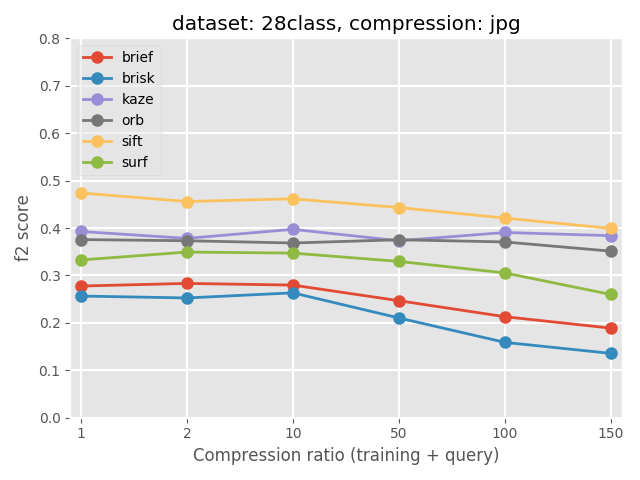 dataset: 28class, compression: jpg
0.8
0.7
0.6
0.5
0.4
0.3
0.2
0.1
0.0
f2 score
brief
brisk
kaze
orb
sift
surf
1 2 10 50 100 150
Compression ratio (training + query)